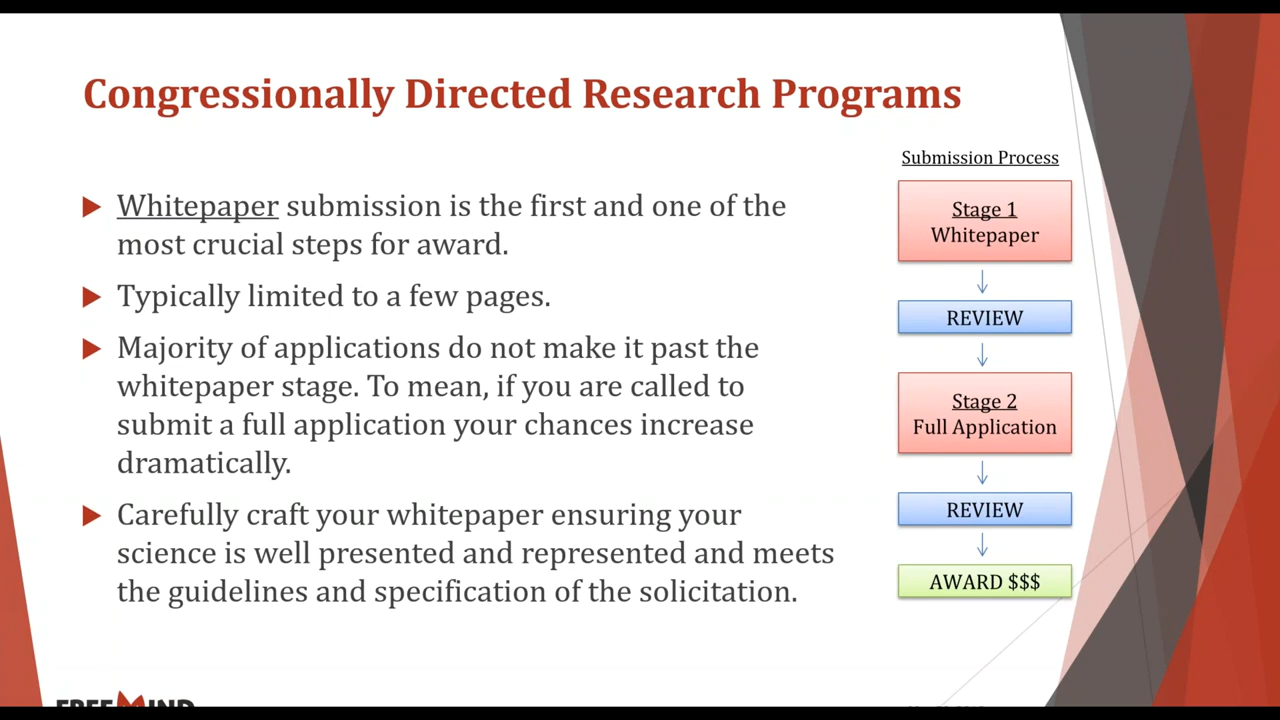 Congressionally Directed Research Programs
Whitepaper submission is the first and one of the
most crucial steps for award.
Typically limited to a few pages.
Majority of applications do not make it past the
whitepaper stage. To mean, if you are called to
submit a full application your chances increase
dramatically.
Carefully craft your whitepaper ensuring your
science is well presented and represented and meets
the guidelines and specification of the solicitation.
Submission Process
Stage 1
Whitepaper
REVIEW
Stage 2
Full Application
REVIEW
AWARD $$$
FREEMIND